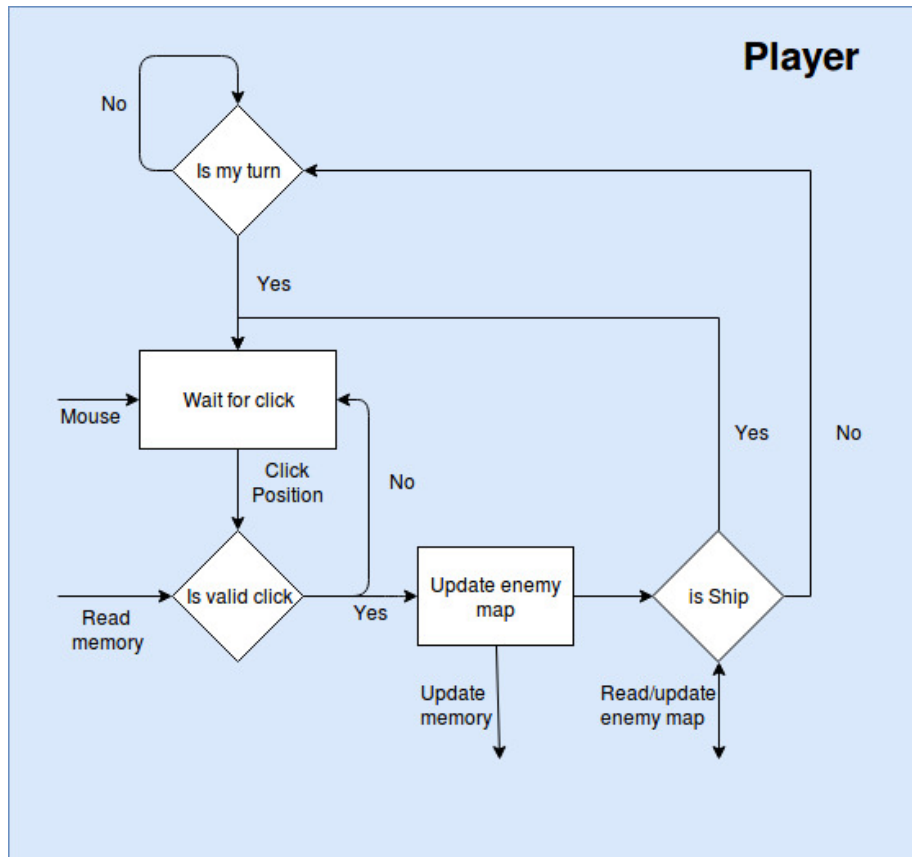 Player
No
Is my turn
Yes
Wait for click
Mouse
Click
Position
No
Yes
No
Is valid click
Read
memory
Yes
Update enemy
map
is Ship
Update
memory
Read/update
enemy map